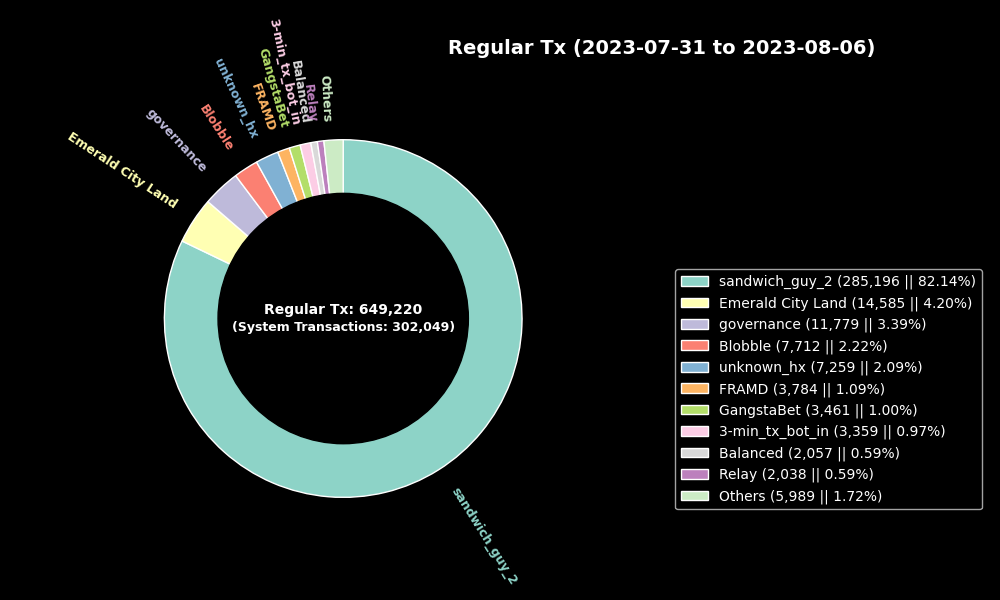 Regular Tx (2023-07-31 to 2023-08-06)
Others
Relay
Balanced
3-min_tx_bot_in
GangstaBet
FRAMD
unknown_hx
Blobble
governance
Emerald City Land
sandwich_guy_2
Regular Tx: 649,220
(System Transactions: 302,049)
sandwich_guy_2 (285,196 || 82.14%)
Emerald City Land (14,585 || 4.20%)
governance (11,779 || 3.39%)
Blobble (7,712 || 2.22%)
unknown_hx (7,259 || 2.09%)
FRAMD (3,784 || 1.09%)
GangstaBet (3,461 || 1.00%)
3-min_tx_bot_in (3,359 || 0.97%)
Balanced (2,057 || 0.59%)
Relay (2,038 || 0.59%)
Others (5,989 || 1.72%)